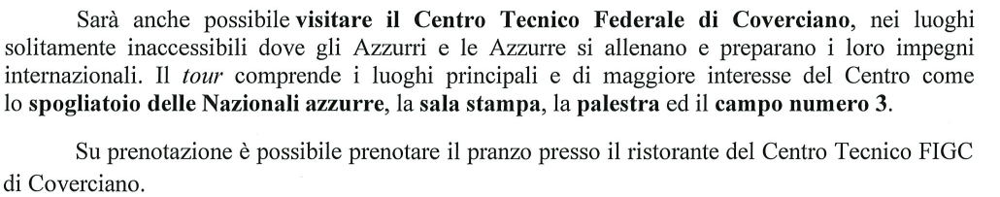 Sarà anche possibile visitare il Centro Tecnico Federale di Coverciano, nei luoghi
solitamente inaccessibili dove gli Azzurri e le Azzurre si allenano e preparano i loro impegni
internazionali. Il tour comprende i luoghi principali e di maggiore interesse del Centro come
lo spogliatoio delle Nazionali azzurre, la sala stampa, la palestra ed il campo numero 3.
Su prenotazione è possibile prenotare il pranzo presso il ristorante del Centro Tecnico FIGC
di Coverciano.